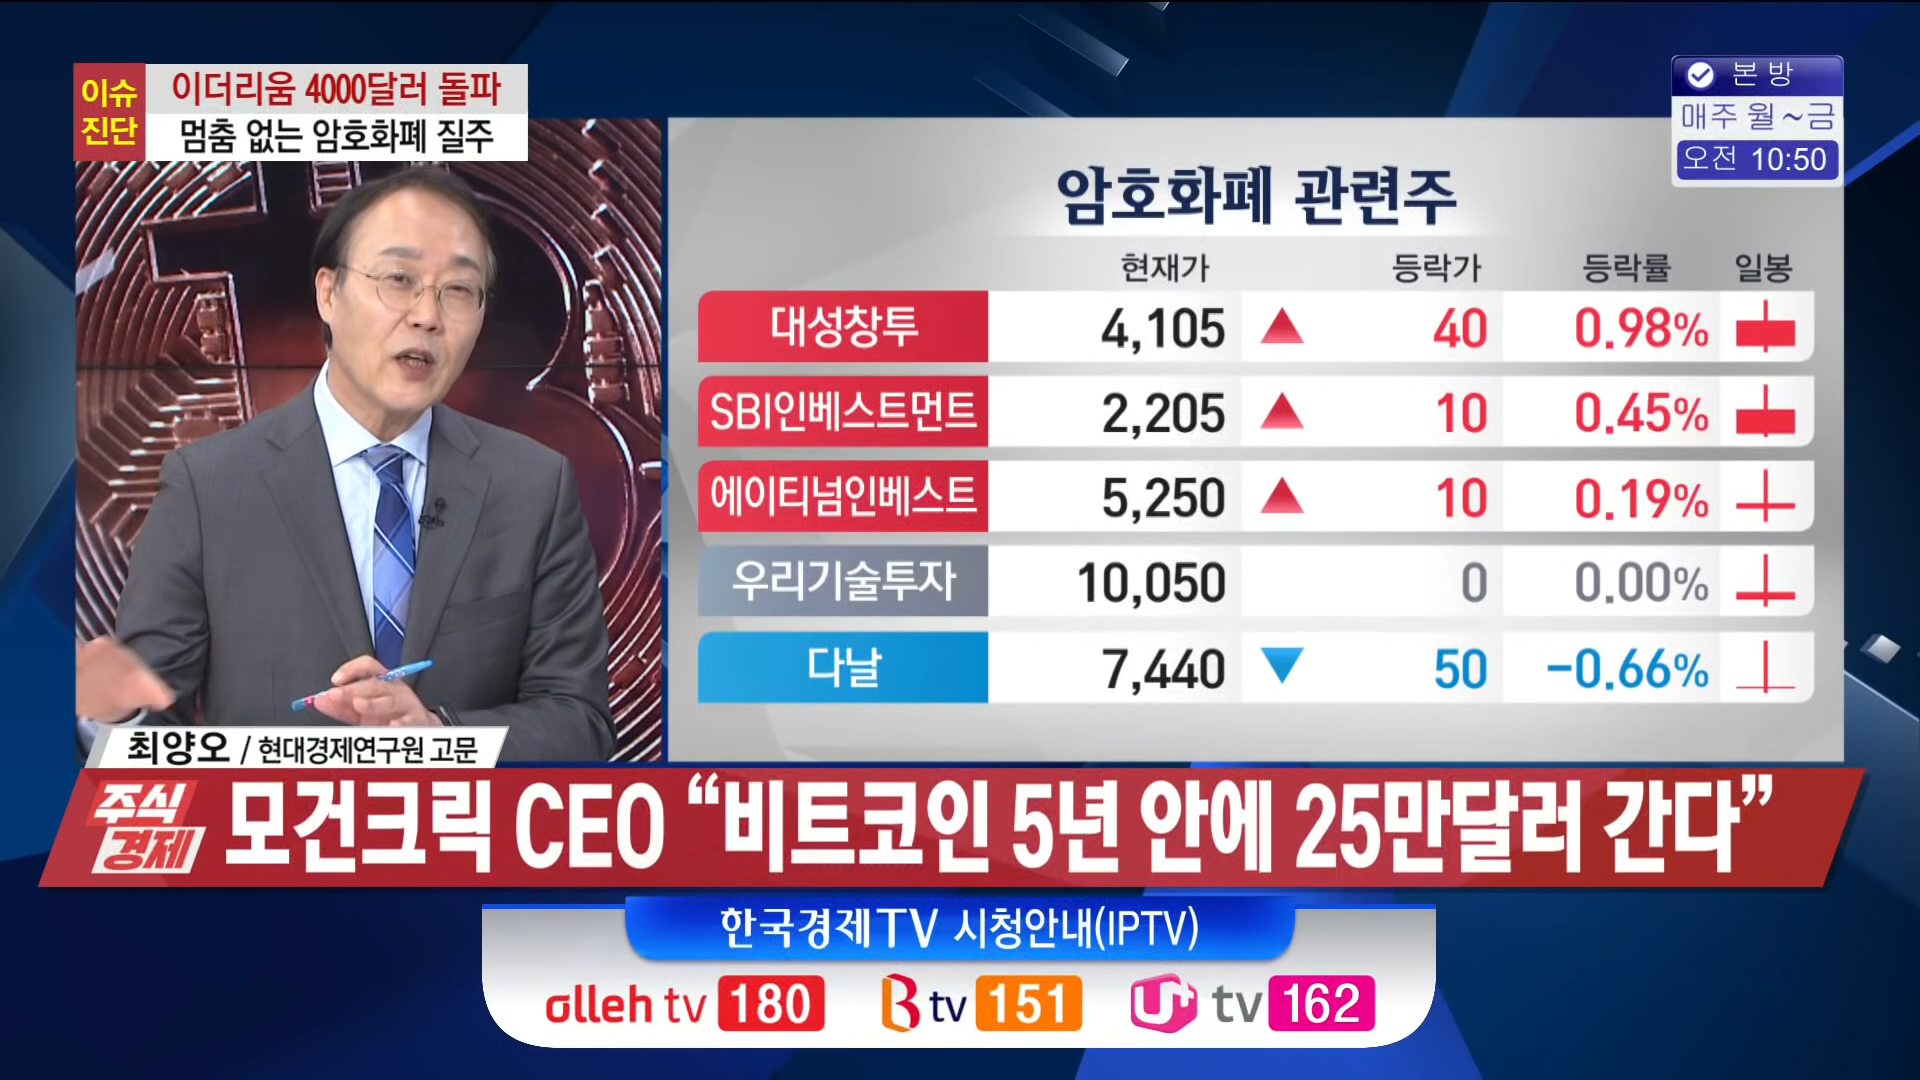 이슈
진단
이더리움 4000달러 돌파
멈춤 없는 암호화폐 질주
본 방
매주 월~금
오전 10:50
암호화폐 관련주
현재가 등락가 등락률 일봉
대성창투 4,105 ▲ 40 0.98%
SBI인베스트먼트 2,205 ▲ 10 0.45%
에이티넘인베스트 5,250 ▲ 10 0.19%
우리기술투자 10,050 0 0.00%
다날 7,440 ▼ 50 -0.66%
최양오 / 현대경제연구원 고문
주식
경제
모건크릭 CEO “비트코인 5년 안에 25만달러 간다”
한국경제TV 시청안내(IPTV)
olleh tv 180 B tv 151 U+ tv 162